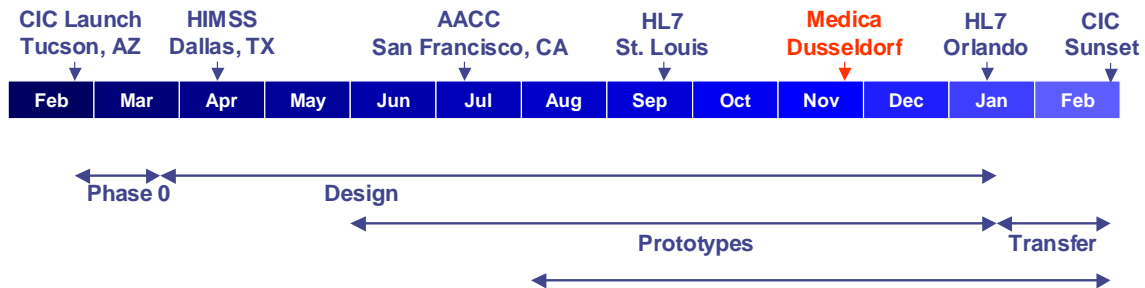 CIC Launch
Tucson, AZ
HIMSS
Dallas, TX
AACC
San Francisco, CA
HL7
St. Louis
Medica
Dusseldorf
HL7
Orlando
CIC
Sunset
Feb Mar Apr May Jun Jul Aug Sep Oct Nov Dec Jan Feb
Phase 0 Design
Prototypes Transfer